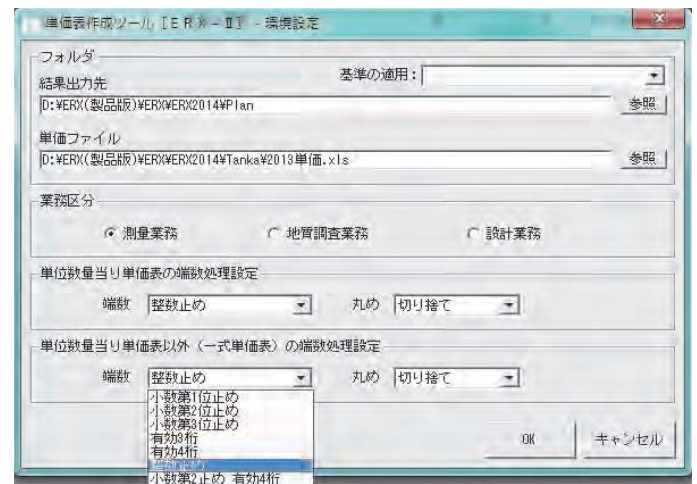 単価表作成ツール [ＥＲＸ－Ⅱ] - 環境設定
フォルダ
結果出力先
基準の適用:
D:¥ERX(製品版)¥ERX¥ERX2014¥Plan
参照
単価ファイル
D:¥ERX(製品版)¥ERX¥ERX2014¥Tanka¥2013単価.xls
参照
業務区分
測量業務 地質調査業務 設計業務
単位数量当り単価表の端数処理設定
端数 整数止め 丸め 切り捨て
単位数量当り単価表以外（一式単価表）の端数処理設定
端数 整数止め 丸め 切り捨て
小数第1位止め
小数第2位止め
小数第3位止め
有効3桁
有効4桁
整数止め
小数第2止め 有効4桁
OK キャンセル